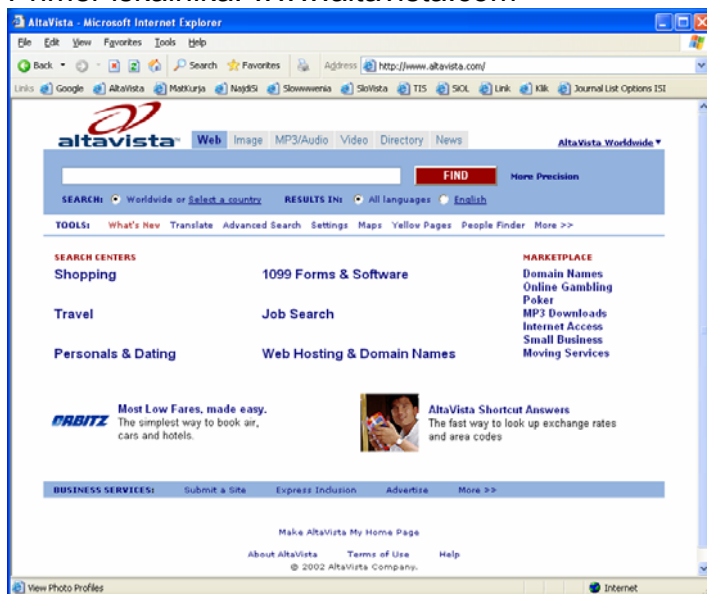 Primer iskalnika: www.altavista.com
AltaVista - Microsoft Internet Explorer
File Edit View Favorites Tools Help
Back Search Favorites Address http://www.altavista.com/
Links Google AltaVista MatKurja NajdiSi Slowwwenia SloVista TIS SiOL Link Klik Journal List Options ISI
altavista™ Web Image MP3/Audio Video Directory News AltaVista Worldwide
FIND More Precision
SEARCH: Worldwide or Select a country RESULTS IN: All languages English
TOOLS: What's New Translate Advanced Search Settings Maps Yellow Pages People Finder More >>
SEARCH CENTERS
Shopping 1099 Forms & Software
Travel Job Search
Personals & Dating Web Hosting & Domain Names
MARKETPLACE
Domain Names
Online Gambling
Poker
MP3 Downloads
Internet Access
Small Business
Moving Services
ORBITZ
Most Low Fares, made easy.
The simplest way to book air,
cars and hotels.
AltaVista Shortcut Answers
The fast way to look up exchange rates
and area codes
BUSINESS SERVICES: Submit a Site Express Inclusion Advertise More >>
Make AltaVista My Home Page
About AltaVista Terms of Use Help
© 2002 AltaVista Company.
View Photo Profiles Internet